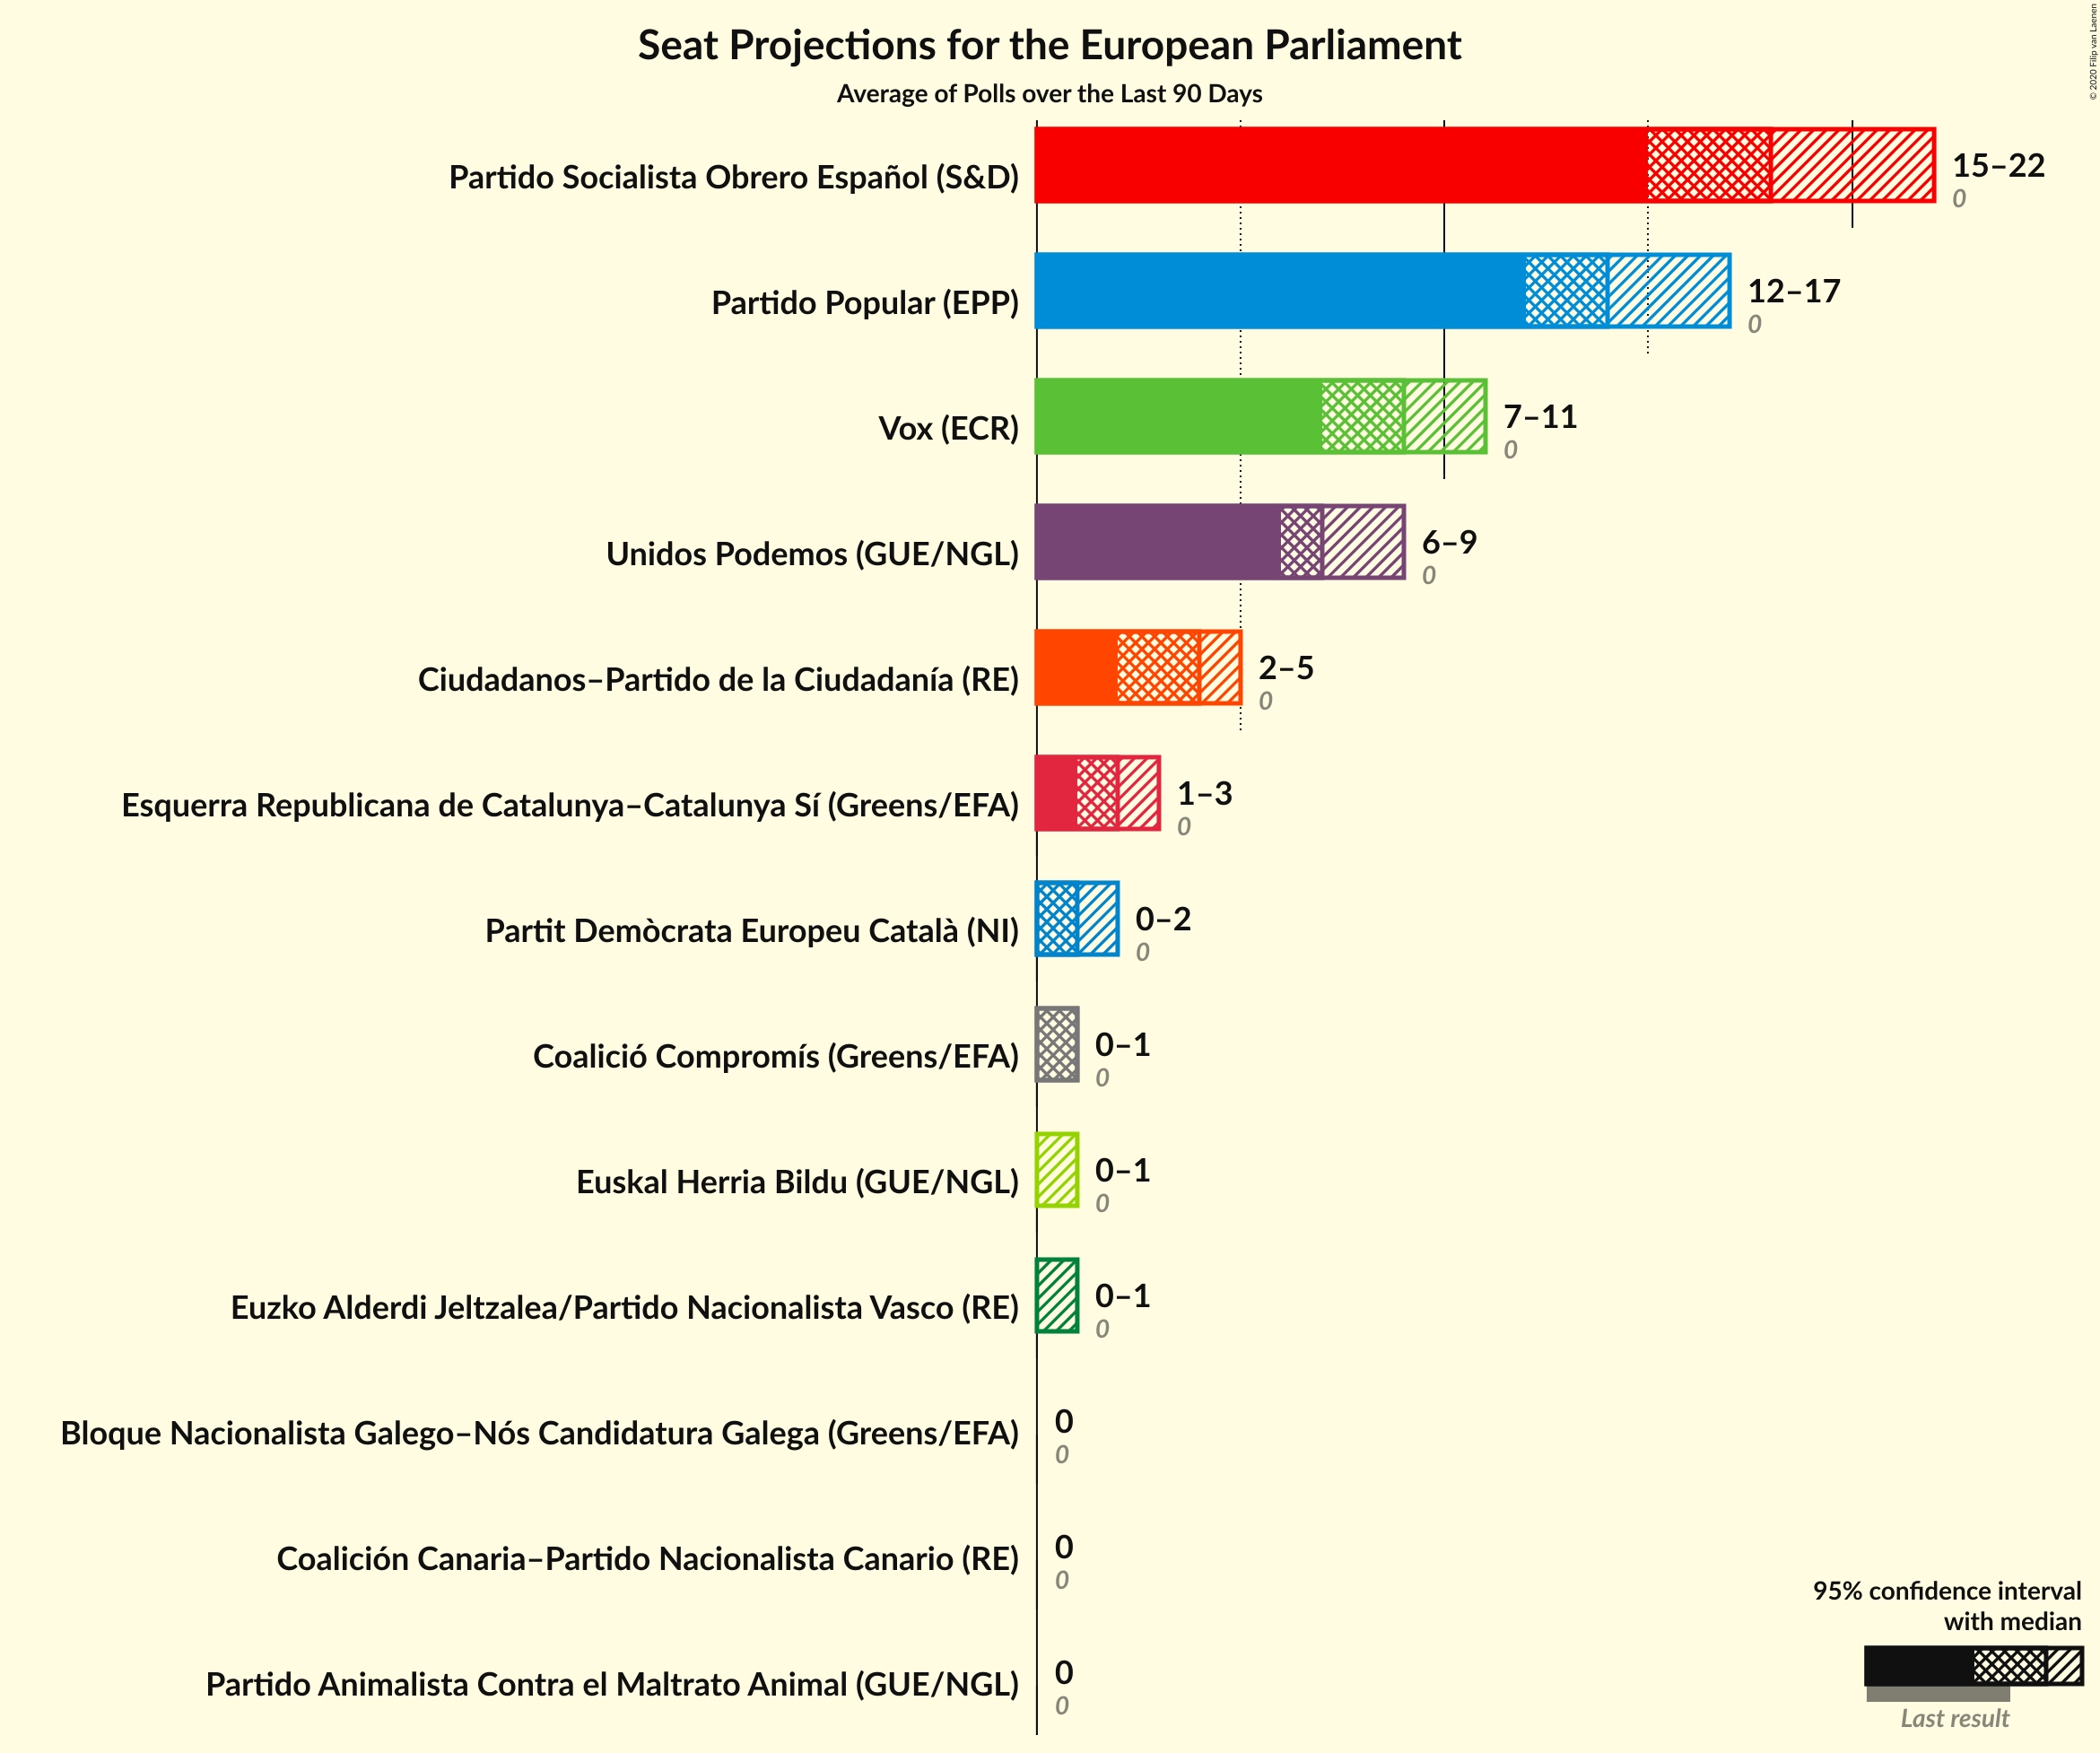 Seat Projections for the European Parliament
Average of Polls over the Last 90 Days
© 2020 Filip van Laenen
Partido Socialista Obrero Español (S&D)
15–22
0
Partido Popular (EPP)
12–17
0
Vox (ECR)
7–11
0
Unidos Podemos (GUE/NGL)
6–9
0
Ciudadanos–Partido de la Ciudadanía (RE)
2–5
0
Esquerra Republicana de Catalunya–Catalunya Sí (Greens/EFA)
1–3
0
Partit Demòcrata Europeu Català (NI)
0–2
0
Coalició Compromís (Greens/EFA)
0–1
0
Euskal Herria Bildu (GUE/NGL)
0–1
0
Euzko Alderdi Jeltzalea/Partido Nacionalista Vasco (RE)
0–1
0
Bloque Nacionalista Galego–Nós Candidatura Galega (Greens/EFA)
0
0
Coalición Canaria–Partido Nacionalista Canario (RE)
0
0
Partido Animalista Contra el Maltrato Animal (GUE/NGL)
0
0
95% confidence interval
with median
Last result